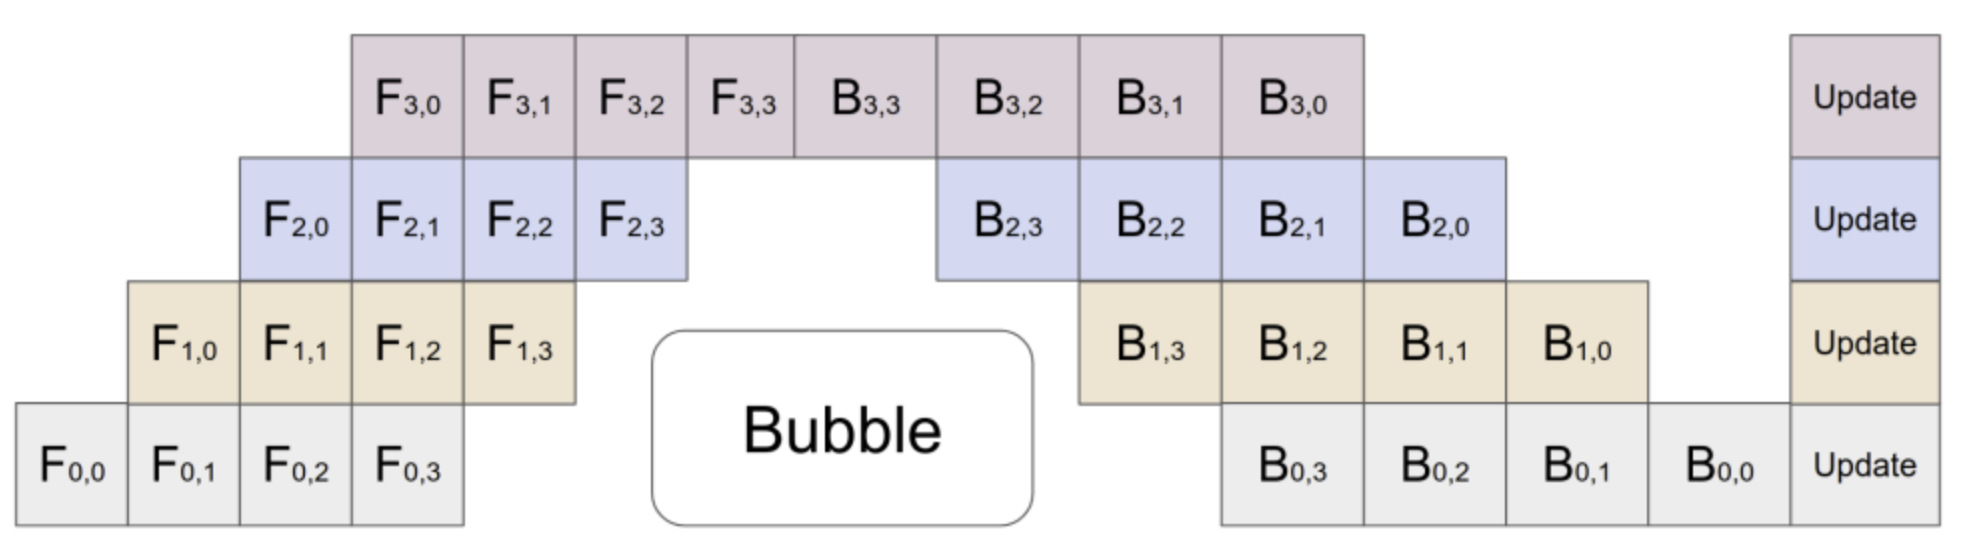 F3,0 F3,1 F3,2 F3,3 B3,3 B3,2 B3,1 B3,0 Update
F2,0 F2,1 F2,2 F2,3 B2,3 B2,2 B2,1 B2,0 Update
F1,0 F1,1 F1,2 F1,3 B1,3 B1,2 B1,1 B1,0 Update
Bubble
F0,0 F0,1 F0,2 F0,3 B0,3 B0,2 B0,1 B0,0 Update